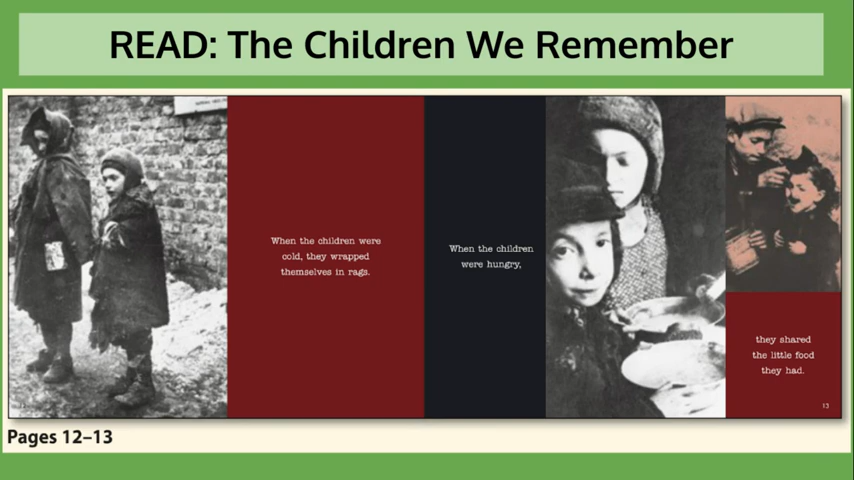 READ: The Children We Remember
When the children were
cold, they wrapped
themselves in rags.
When the children
were hungry,
they shared
the little food
they had.
13
Pages 12–13